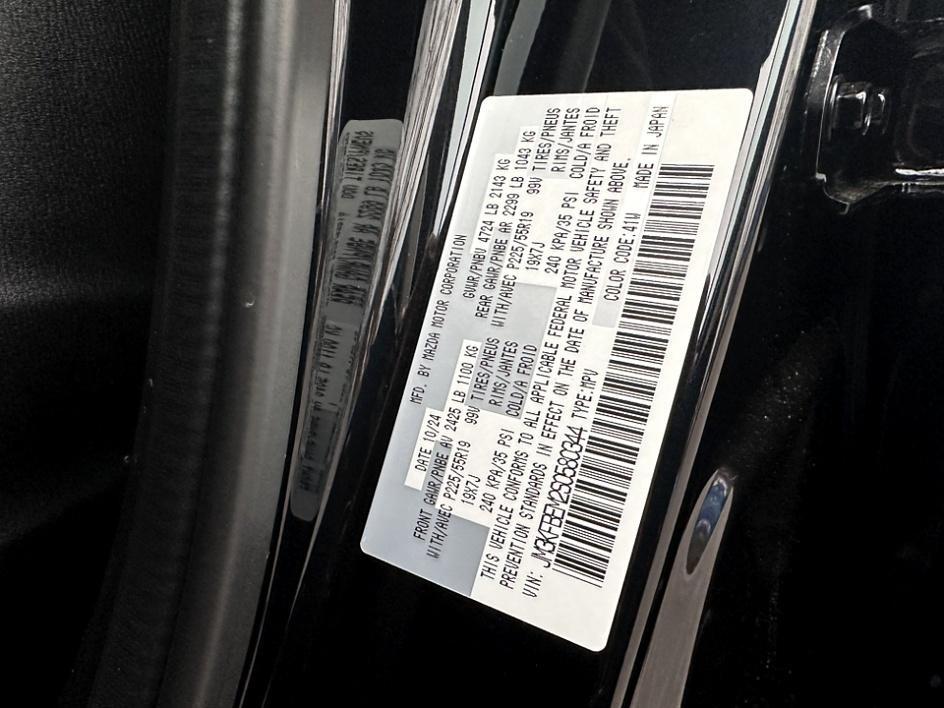 MFD. BY MAZDA MOTOR CORPORATION
DATE 10/24 GVWR/PNBV 4724 LB 2143 KG
FRONT GAWR/PNBE AV 2425 LB 1100 KG REAR GAWR/PNBE AR 2299 LB 1043 KG
WITH/AVEC P225/55R19 99V TIRES/PNEUS WITH/AVEC P225/55R19 99V TIRES/PNEUS
19X7J RIMS/JANTES 19X7J RIMS/JANTES
240 KPA/35 PSI COLD/A FROID 240 KPA/35 PSI COLD/A FROID
THIS VEHICLE CONFORMS TO ALL APPLICABLE FEDERAL MOTOR VEHICLE SAFETY AND THEFT
PREVENTION STANDARDS IN EFFECT ON THE DATE OF MANUFACTURE SHOWN ABOVE.
VIN: JM3KFBEM2S0580344 TYPE:MPV COLOR CODE:41W MADE IN JAPAN